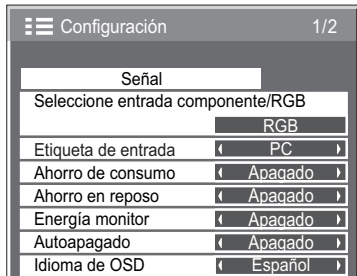 Configuración 1/2
Señal
Seleccione entrada componente/RGB
RGB
Etiqueta de entrada PC
Ahorro de consumo Apagado
Ahorro en reposo Apagado
Energía monitor Apagado
Autoapagado Apagado
Idioma de OSD Español